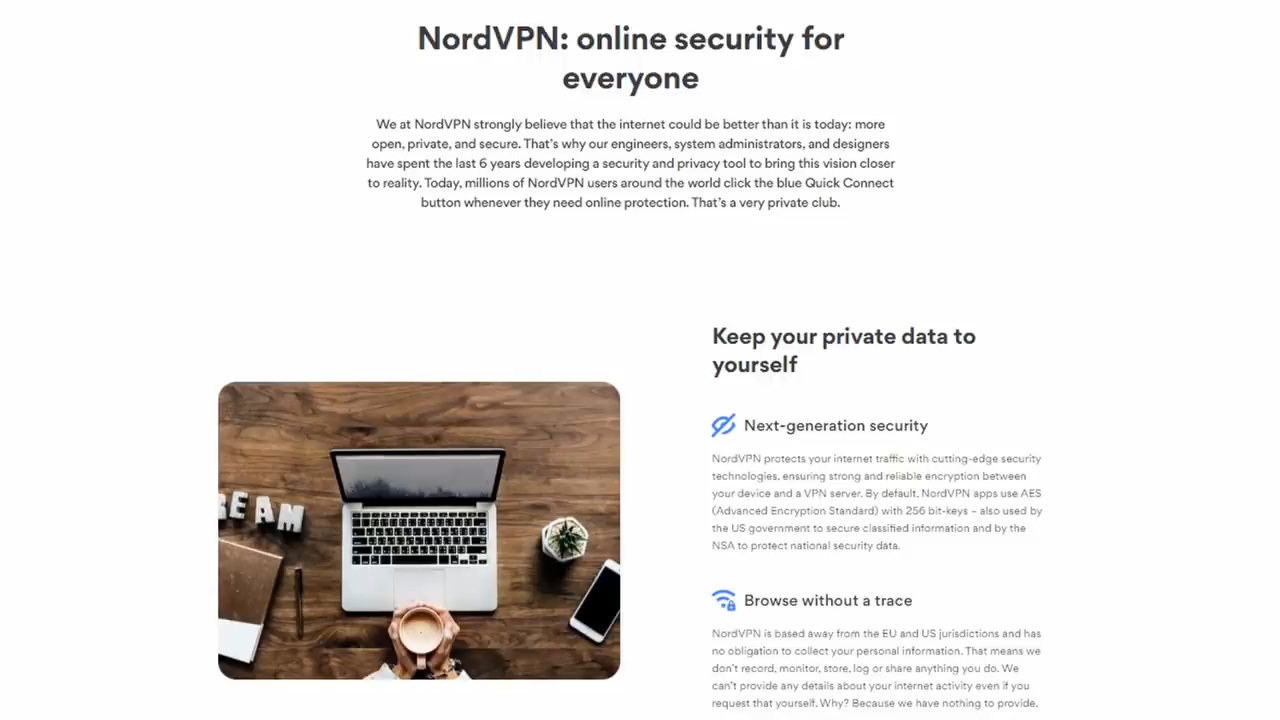 NordVPN: online security for
everyone
We at NordVPN strongly believe that the internet could be better than it is today: more
open, private, and secure. That's why our engineers, system administrators, and designers
have spent the last 6 years developing a security and privacy tool to bring this vision closer
to reality. Today, millions of NordVPN users around the world click the blue Quick Connect
button whenever they need online protection. That's a very private club.
Keep your private data to
yourself
Next-generation security
NordVPN protects your internet traffic with cutting-edge security
technologies, ensuring strong and reliable encryption between
your device and a VPN server. By default, NordVPN apps use AES
(Advanced Encryption Standard) with 256 bit-keys – also used by
the US government to secure classified information and by the
NSA to protect national security data.
Browse without a trace
NordVPN is based away from the EU and US jurisdictions and has
no obligation to collect your personal information. That means we
don't record, monitor, store, log or share anything you do. We
can't provide any details about your internet activity even if you
request that yourself. Why? Because we have nothing to provide.
EAM